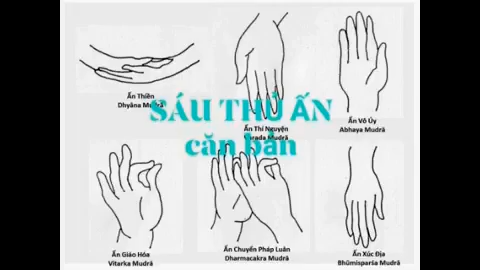 Ấn Thiền
Dhyâna Mudrā
SÁU THỦ ẤN
căn bản
Ấn Thí Nguyện
Varada Mudrā
Ấn Vô Úy
Abhaya Mudrā
Ấn Giáo Hóa
Vitarka Mudrā
Ấn Chuyển Pháp Luân
Dharmacakra Mudrā
Ấn Xúc Địa
Bhūmisparśa Mudrā